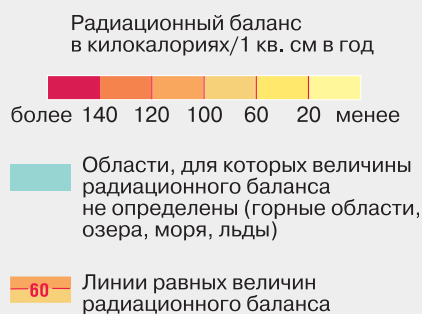 Радиационный баланс
в килокалориях/1 кв. см в год
более 140 120 100 60 20 менее
Области, для которых величины
радиационного баланса
не определены (горные области,
озера, моря, льды)
60
Линии равных величин
радиационного баланса